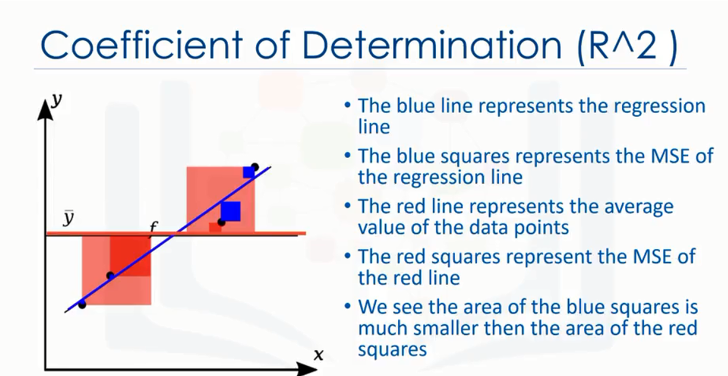 Coefficient of Determination (R^2 )
y
ȳ
f
x
• The blue line represents the regression
line
• The blue squares represents the MSE of
the regression line
• The red line represents the average
value of the data points
• The red squares represent the MSE of
the red line
• We see the area of the blue squares is
much smaller then the area of the red
squares